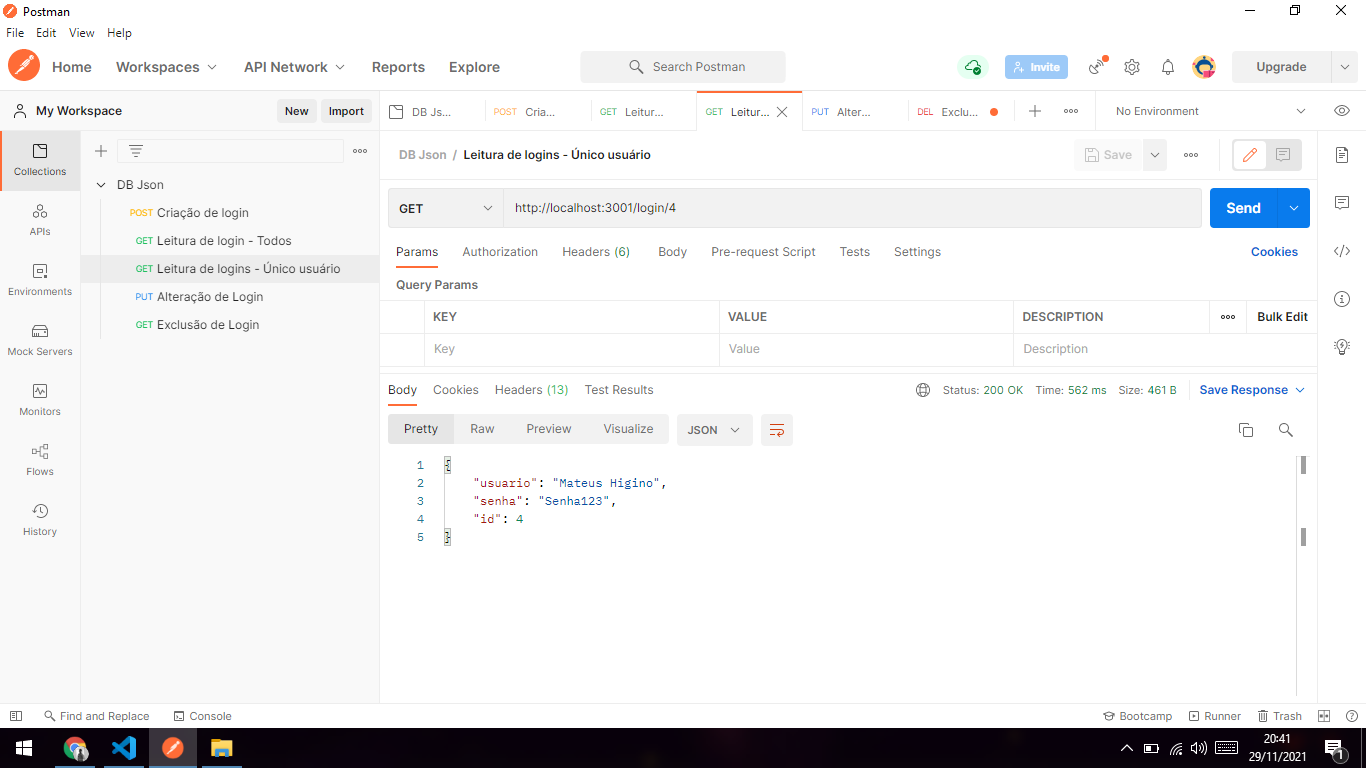 Postman
File Edit View Help
Home Workspaces API Network Reports Explore Search Postman Invite Upgrade
My Workspace New Import DB Js... POST Cria... GET Leitur... GET Leitur... PUT Alter... DEL Exclu... No Environment
Collections
APIs
Environments
Mock Servers
Monitors
Flows
History
DB Json
POST Criação de login
GET Leitura de login - Todos
GET Leitura de logins - Único usuário
PUT Alteração de Login
GET Exclusão de Login
DB Json / Leitura de logins - Único usuário Save
GET http://localhost:3001/login/4 Send
Params Authorization Headers (6) Body Pre-request Script Tests Settings Cookies
Query Params
KEY VALUE DESCRIPTION Bulk Edit
Key Value Description
Body Cookies Headers (13) Test Results Status: 200 OK Time: 562 ms Size: 461 B Save Response
Pretty Raw Preview Visualize JSON
1 {
2 "usuario": "Mateus Higino",
3 "senha": "Senha123",
4 "id": 4
5 }
Find and Replace Console Bootcamp Runner Trash
20:41
29/11/2021
1